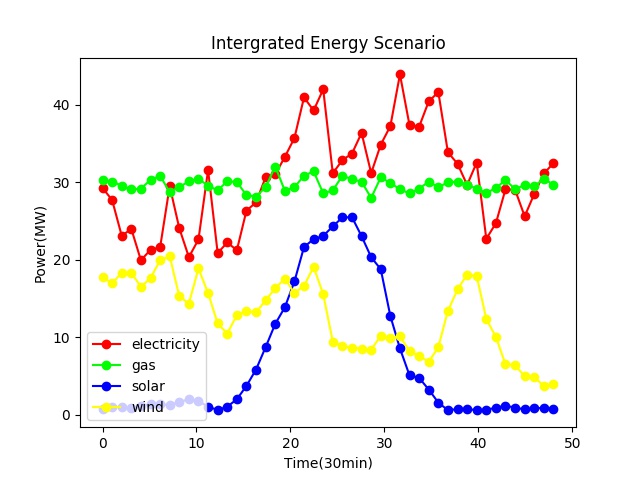 Intergrated Energy Scenario
Power(MW)
40
30
20
10
0
electricity
gas
solar
wind
0 10 20 30 40 50
Time(30min)